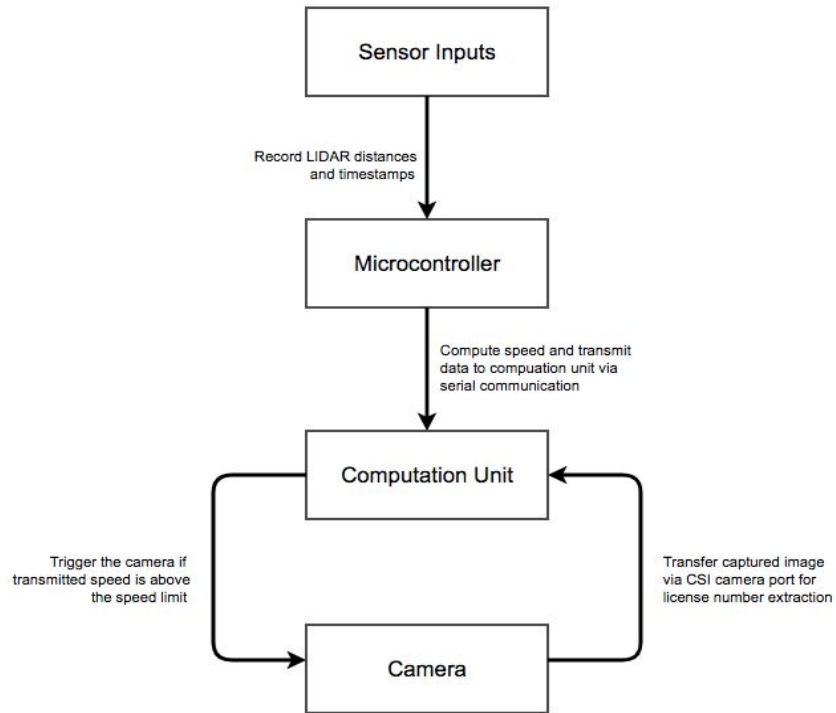 Sensor Inputs
Record LIDAR distances
and timestamps
Microcontroller
Compute speed and transmit
data to compuation unit via
serial communication
Computation Unit
Trigger the camera if
transmitted speed is above
the speed limit
Transfer captured image
via CSI camera port for
license number extraction
Camera